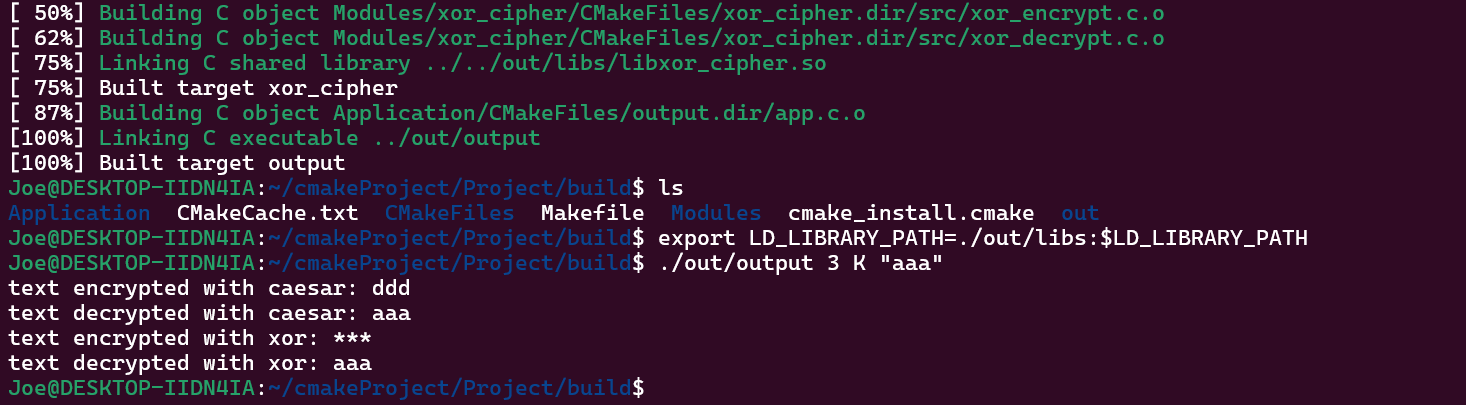 [ 50%] Building C object Modules/xor_cipher/CMakeFiles/xor_cipher.dir/src/xor_encrypt.c.o
[ 62%] Building C object Modules/xor_cipher/CMakeFiles/xor_cipher.dir/src/xor_decrypt.c.o
[ 75%] Linking C shared library ../../out/libs/libxor_cipher.so
[ 75%] Built target xor_cipher
[ 87%] Building C object Application/CMakeFiles/output.dir/app.c.o
[100%] Linking C executable ../out/output
[100%] Built target output
Joe@DESKTOP-IIDN4IA:~/cmakeProject/Project/build$ ls
Application  CMakeCache.txt  CMakeFiles  Makefile  Modules  cmake_install.cmake  out
Joe@DESKTOP-IIDN4IA:~/cmakeProject/Project/build$ export LD_LIBRARY_PATH=./out/libs:$LD_LIBRARY_PATH
Joe@DESKTOP-IIDN4IA:~/cmakeProject/Project/build$ ./out/output 3 K "aaa"
text encrypted with caesar: ddd
text decrypted with caesar: aaa
text encrypted with xor: ***
text decrypted with xor: aaa
Joe@DESKTOP-IIDN4IA:~/cmakeProject/Project/build$